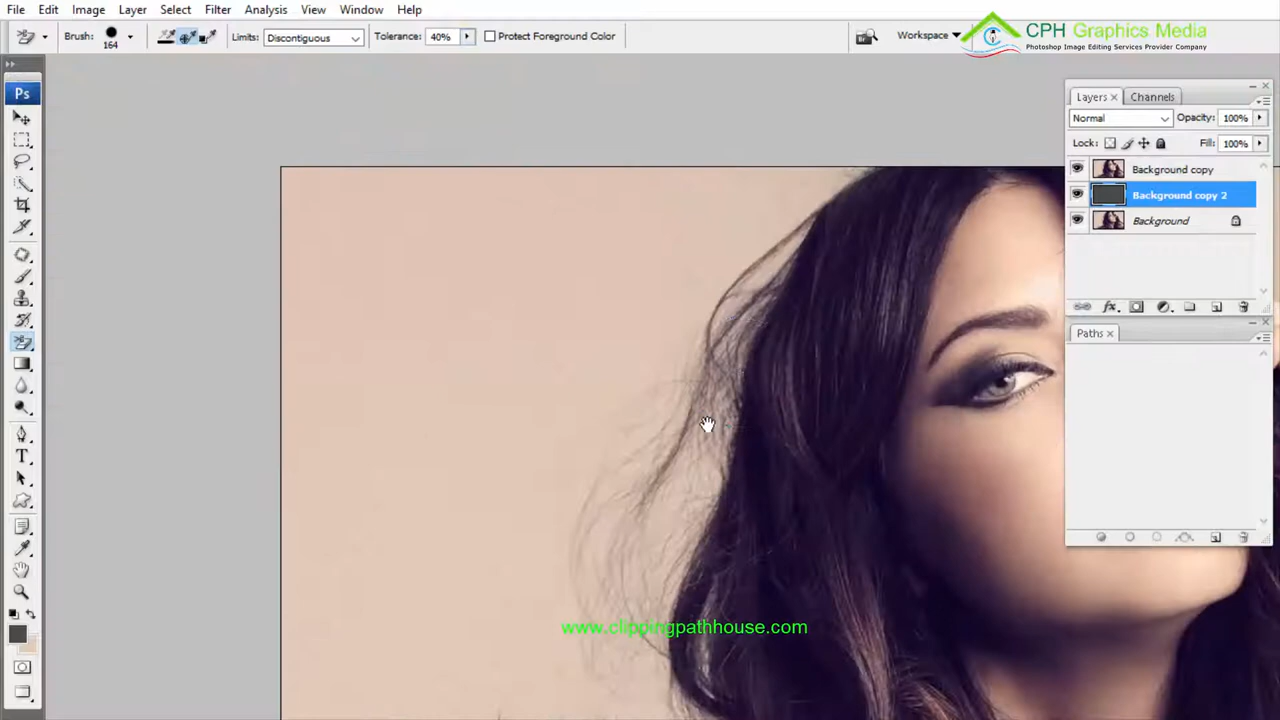 File Edit Image Layer Select Filter Analysis View Window Help
Brush: 164 Limits: Discontiguous Tolerance: 40% Protect Foreground Color Workspace
CPH Graphics Media
Photoshop Image Editing Services Provider Company
Ps
Layers Channels
Normal Opacity: 100%
Lock: Fill: 100%
Background copy
Background copy 2
Background
Paths
T
www.clippingpathhouse.com